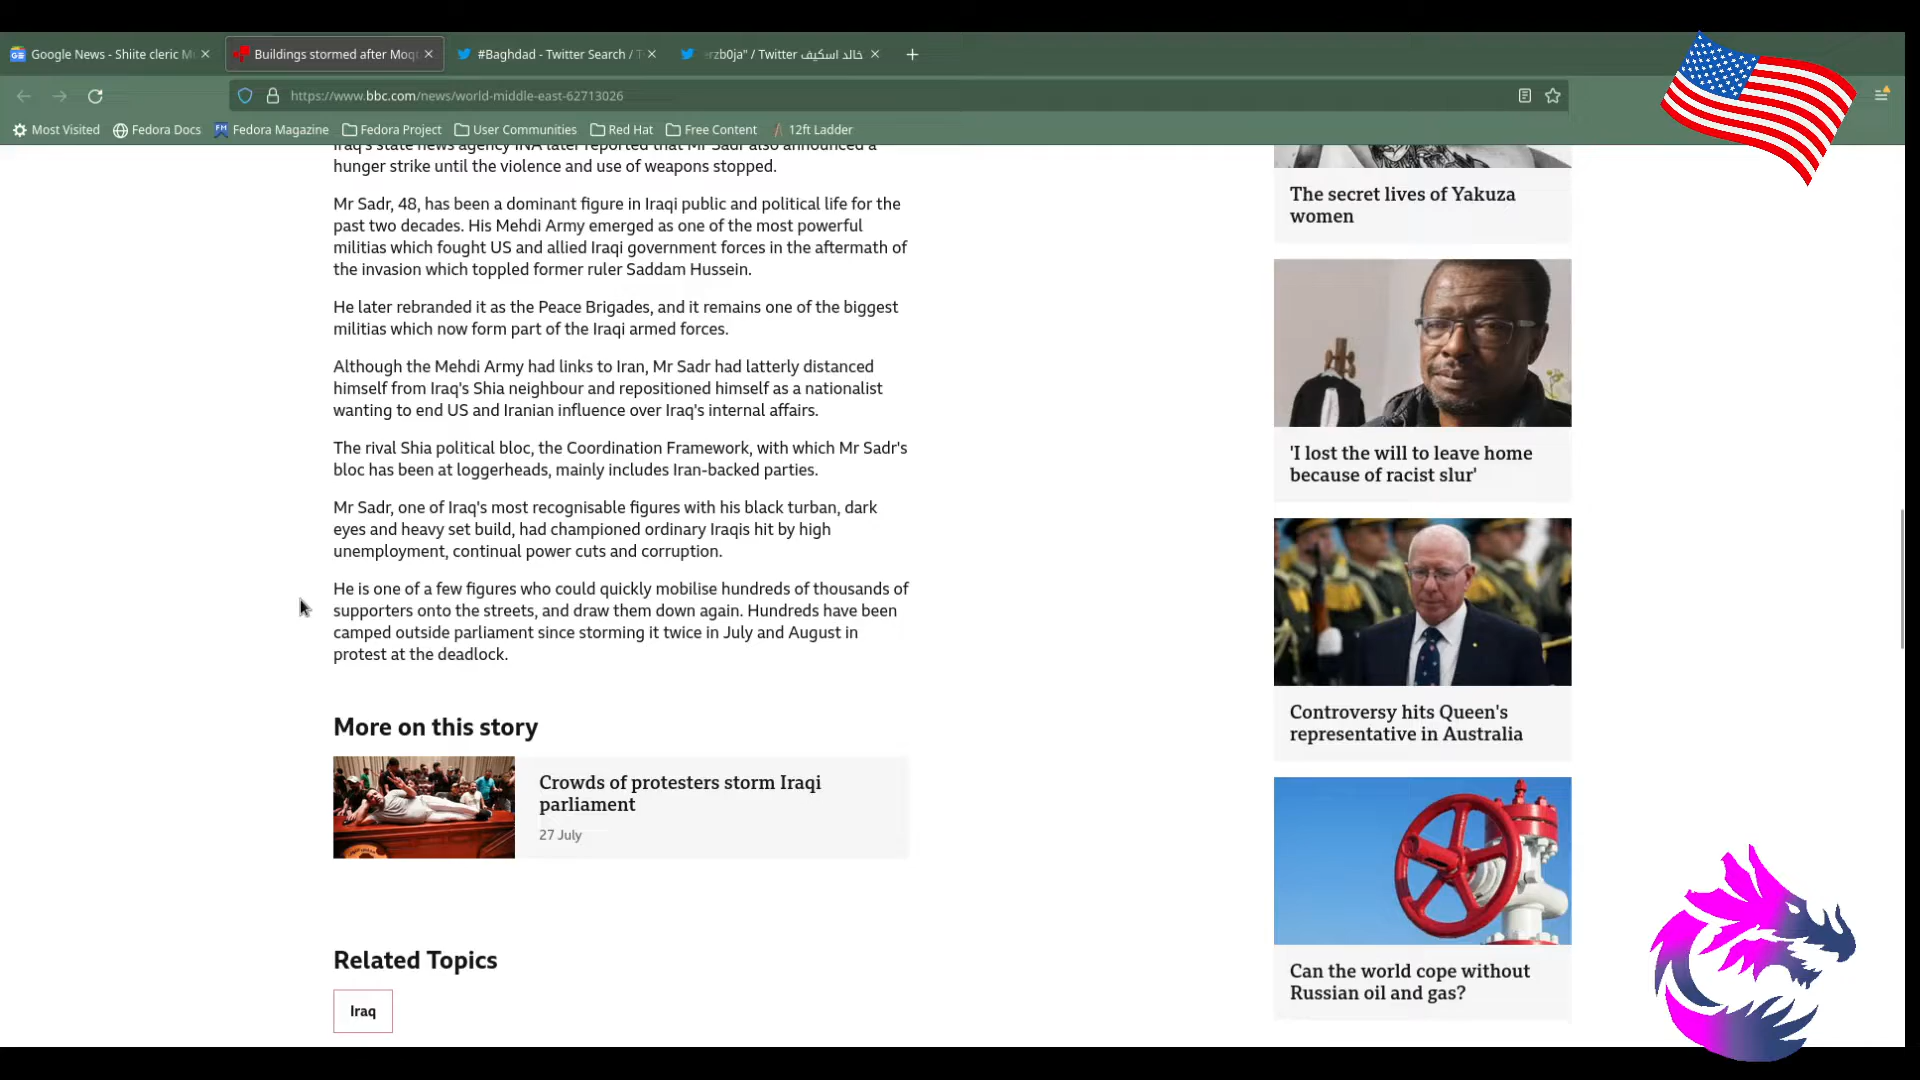 Google News - Shiite cleric M
Buildings stormed after Moq
#Baghdad - Twitter Search / T
خالد اسكيف rzb0ja" / Twitter
https://www.bbc.com/news/world-middle-east-62713026
Most Visited
Fedora Docs
Fedora Magazine
Fedora Project
User Communities
Red Hat
Free Content
12ft Ladder
Iraq's state news agency INA later reported that Mr Sadr also announced a
hunger strike until the violence and use of weapons stopped.
Mr Sadr, 48, has been a dominant figure in Iraqi public and political life for the
past two decades. His Mehdi Army emerged as one of the most powerful
militias which fought US and allied Iraqi government forces in the aftermath of
the invasion which toppled former ruler Saddam Hussein.
He later rebranded it as the Peace Brigades, and it remains one of the biggest
militias which now form part of the Iraqi armed forces.
Although the Mehdi Army had links to Iran, Mr Sadr had latterly distanced
himself from Iraq's Shia neighbour and repositioned himself as a nationalist
wanting to end US and Iranian influence over Iraq's internal affairs.
The rival Shia political bloc, the Coordination Framework, with which Mr Sadr's
bloc has been at loggerheads, mainly includes Iran-backed parties.
Mr Sadr, one of Iraq's most recognisable figures with his black turban, dark
eyes and heavy set build, had championed ordinary Iraqis hit by high
unemployment, continual power cuts and corruption.
He is one of a few figures who could quickly mobilise hundreds of thousands of
supporters onto the streets, and draw them down again. Hundreds have been
camped outside parliament since storming it twice in July and August in
protest at the deadlock.
More on this story
Crowds of protesters storm Iraqi
parliament
27 July
Related Topics
Iraq
The secret lives of Yakuza
women
'I lost the will to leave home
because of racist slur'
Controversy hits Queen's
representative in Australia
Can the world cope without
Russian oil and gas?